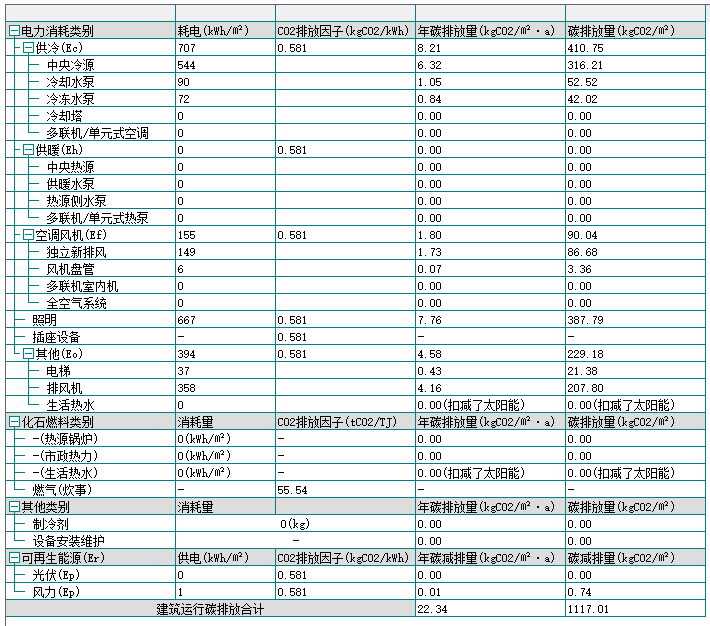 电力消耗类别 耗电(kWh/m²) CO2排放因子(kgCO2/kWh) 年碳排放量(kgCO2/m²·a) 碳排放量(kgCO2/m²)
供冷(Ec) 707 0.581 8.21 410.75
中央冷源 544 6.32 316.21
冷却水泵 90 1.05 52.52
冷冻水泵 72 0.84 42.02
冷却塔 0 0.00 0.00
多联机/单元式空调 0 0.00 0.00
供暖(Eh) 0 0.581 0.00 0.00
中央热源 0 0.00 0.00
供暖水泵 0 0.00 0.00
热源侧水泵 0 0.00 0.00
多联机/单元式热泵 0 0.00 0.00
空调风机(Ef) 155 0.581 1.80 90.04
独立新排风 149 1.73 86.68
风机盘管 6 0.07 3.36
多联机室内机 0 0.00 0.00
全空气系统 0 0.00 0.00
照明 667 0.581 7.76 387.79
插座设备 - 0.581 - -
其他(Eo) 394 0.581 4.58 229.18
电梯 37 0.43 21.38
排风机 358 4.16 207.80
生活热水 0 0.00(扣减了太阳能) 0.00(扣减了太阳能)
化石燃料类别 消耗量 CO2排放因子(tCO2/TJ) 年碳排放量(kgCO2/m²·a) 碳排放量(kgCO2/m²)
-(热源锅炉) 0(kWh/m²) - 0.00 0.00
-(市政热力) 0(kWh/m²) - 0.00 0.00
-(生活热水) 0(kWh/m²) - 0.00(扣减了太阳能) 0.00(扣减了太阳能)
燃气(炊事) - 55.54 - -
其他类别 消耗量 年碳排放量(kgCO2/m²·a) 碳排放量(kgCO2/m²)
制冷剂 0(kg) 0.00 0.00
设备安装维护 - 0.00 0.00
可再生能源(Er) 供电(kWh/m²) CO2排放因子(kgCO2/kWh) 年碳减排量(kgCO2/m²·a) 碳减排量(kgCO2/m²)
光伏(Ep) 0 0.581 0.00 0.00
风力(Ep) 1 0.581 0.01 0.74
建筑运行碳排放合计 22.34 1117.01